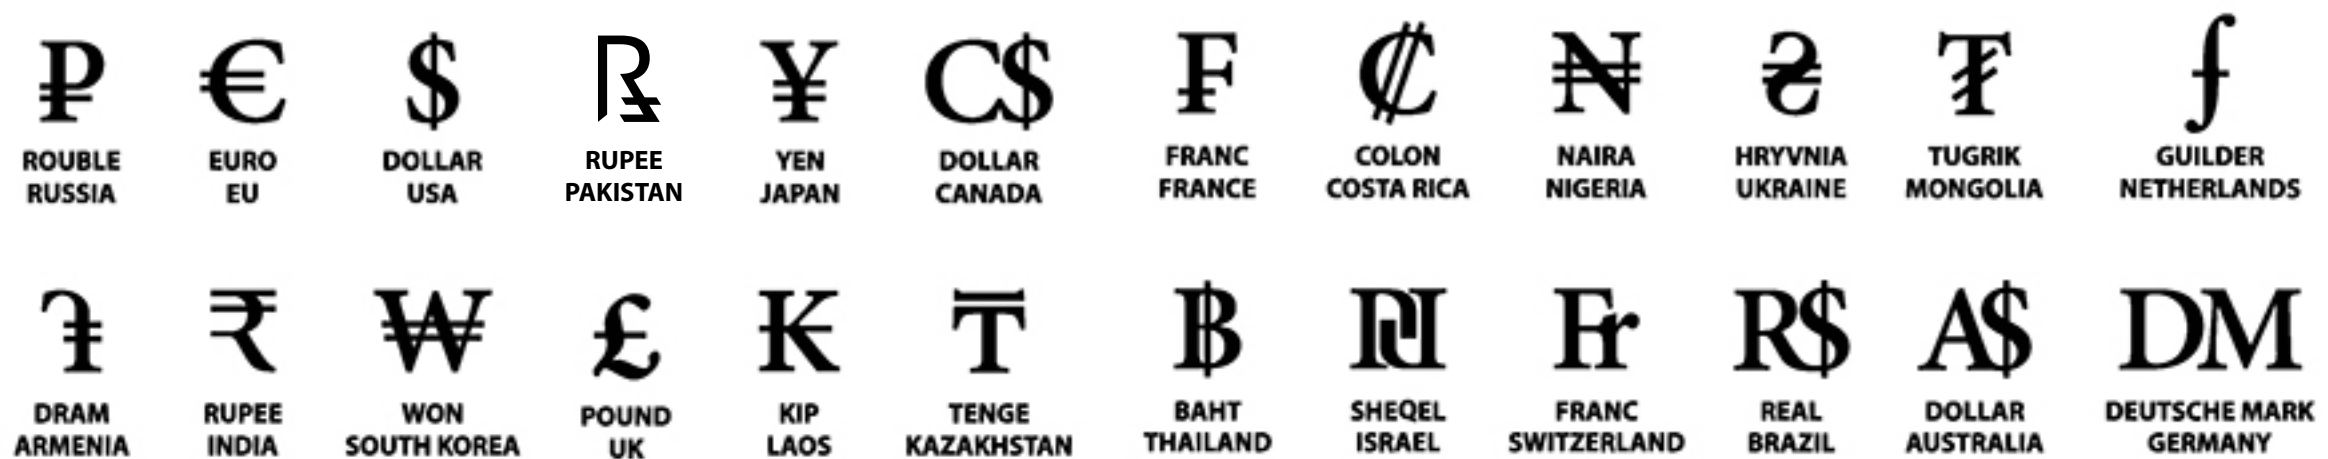 ₽ € $ R ¥ C$ ₣ ₡ ₦ ₴ ₮ ƒ
ROUBLE EURO DOLLAR RUPEE YEN DOLLAR FRANC COLON NAIRA HRYVNIA TUGRIK GUILDER
RUSSIA EU USA PAKISTAN JAPAN CANADA FRANCE COSTA RICA NIGERIA UKRAINE MONGOLIA NETHERLANDS
֏ ₹ ₩ £ ₭ ₸ ฿ ₪ Fr R$ A$ DM
DRAM RUPEE WON POUND KIP TENGE BAHT SHEQEL FRANC REAL DOLLAR DEUTSCHE MARK
ARMENIA INDIA SOUTH KOREA UK LAOS KAZAKHSTAN THAILAND ISRAEL SWITZERLAND BRAZIL AUSTRALIA GERMANY